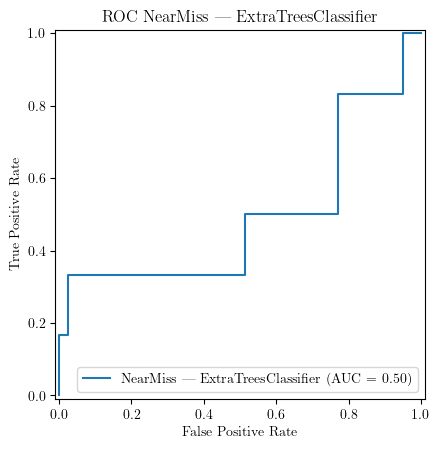 ROC NearMiss — ExtraTreesClassifier
1.0
0.8
0.6
0.4
0.2
0.0
True Positive Rate
NearMiss — ExtraTreesClassifier (AUC = 0.50)
0.0 0.2 0.4 0.6 0.8 1.0
False Positive Rate